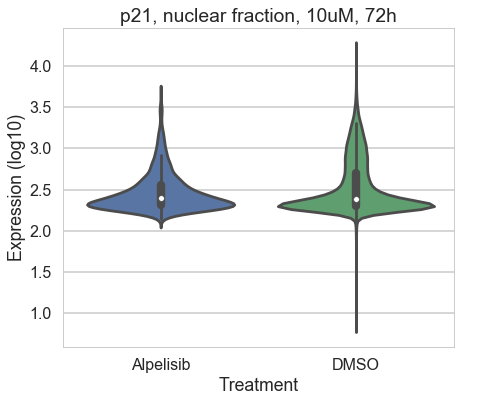 p21, nuclear fraction, 10uM, 72h
Expression (log10)
4.0
3.5
3.0
2.5
2.0
1.5
1.0
Alpelisib
DMSO
Treatment